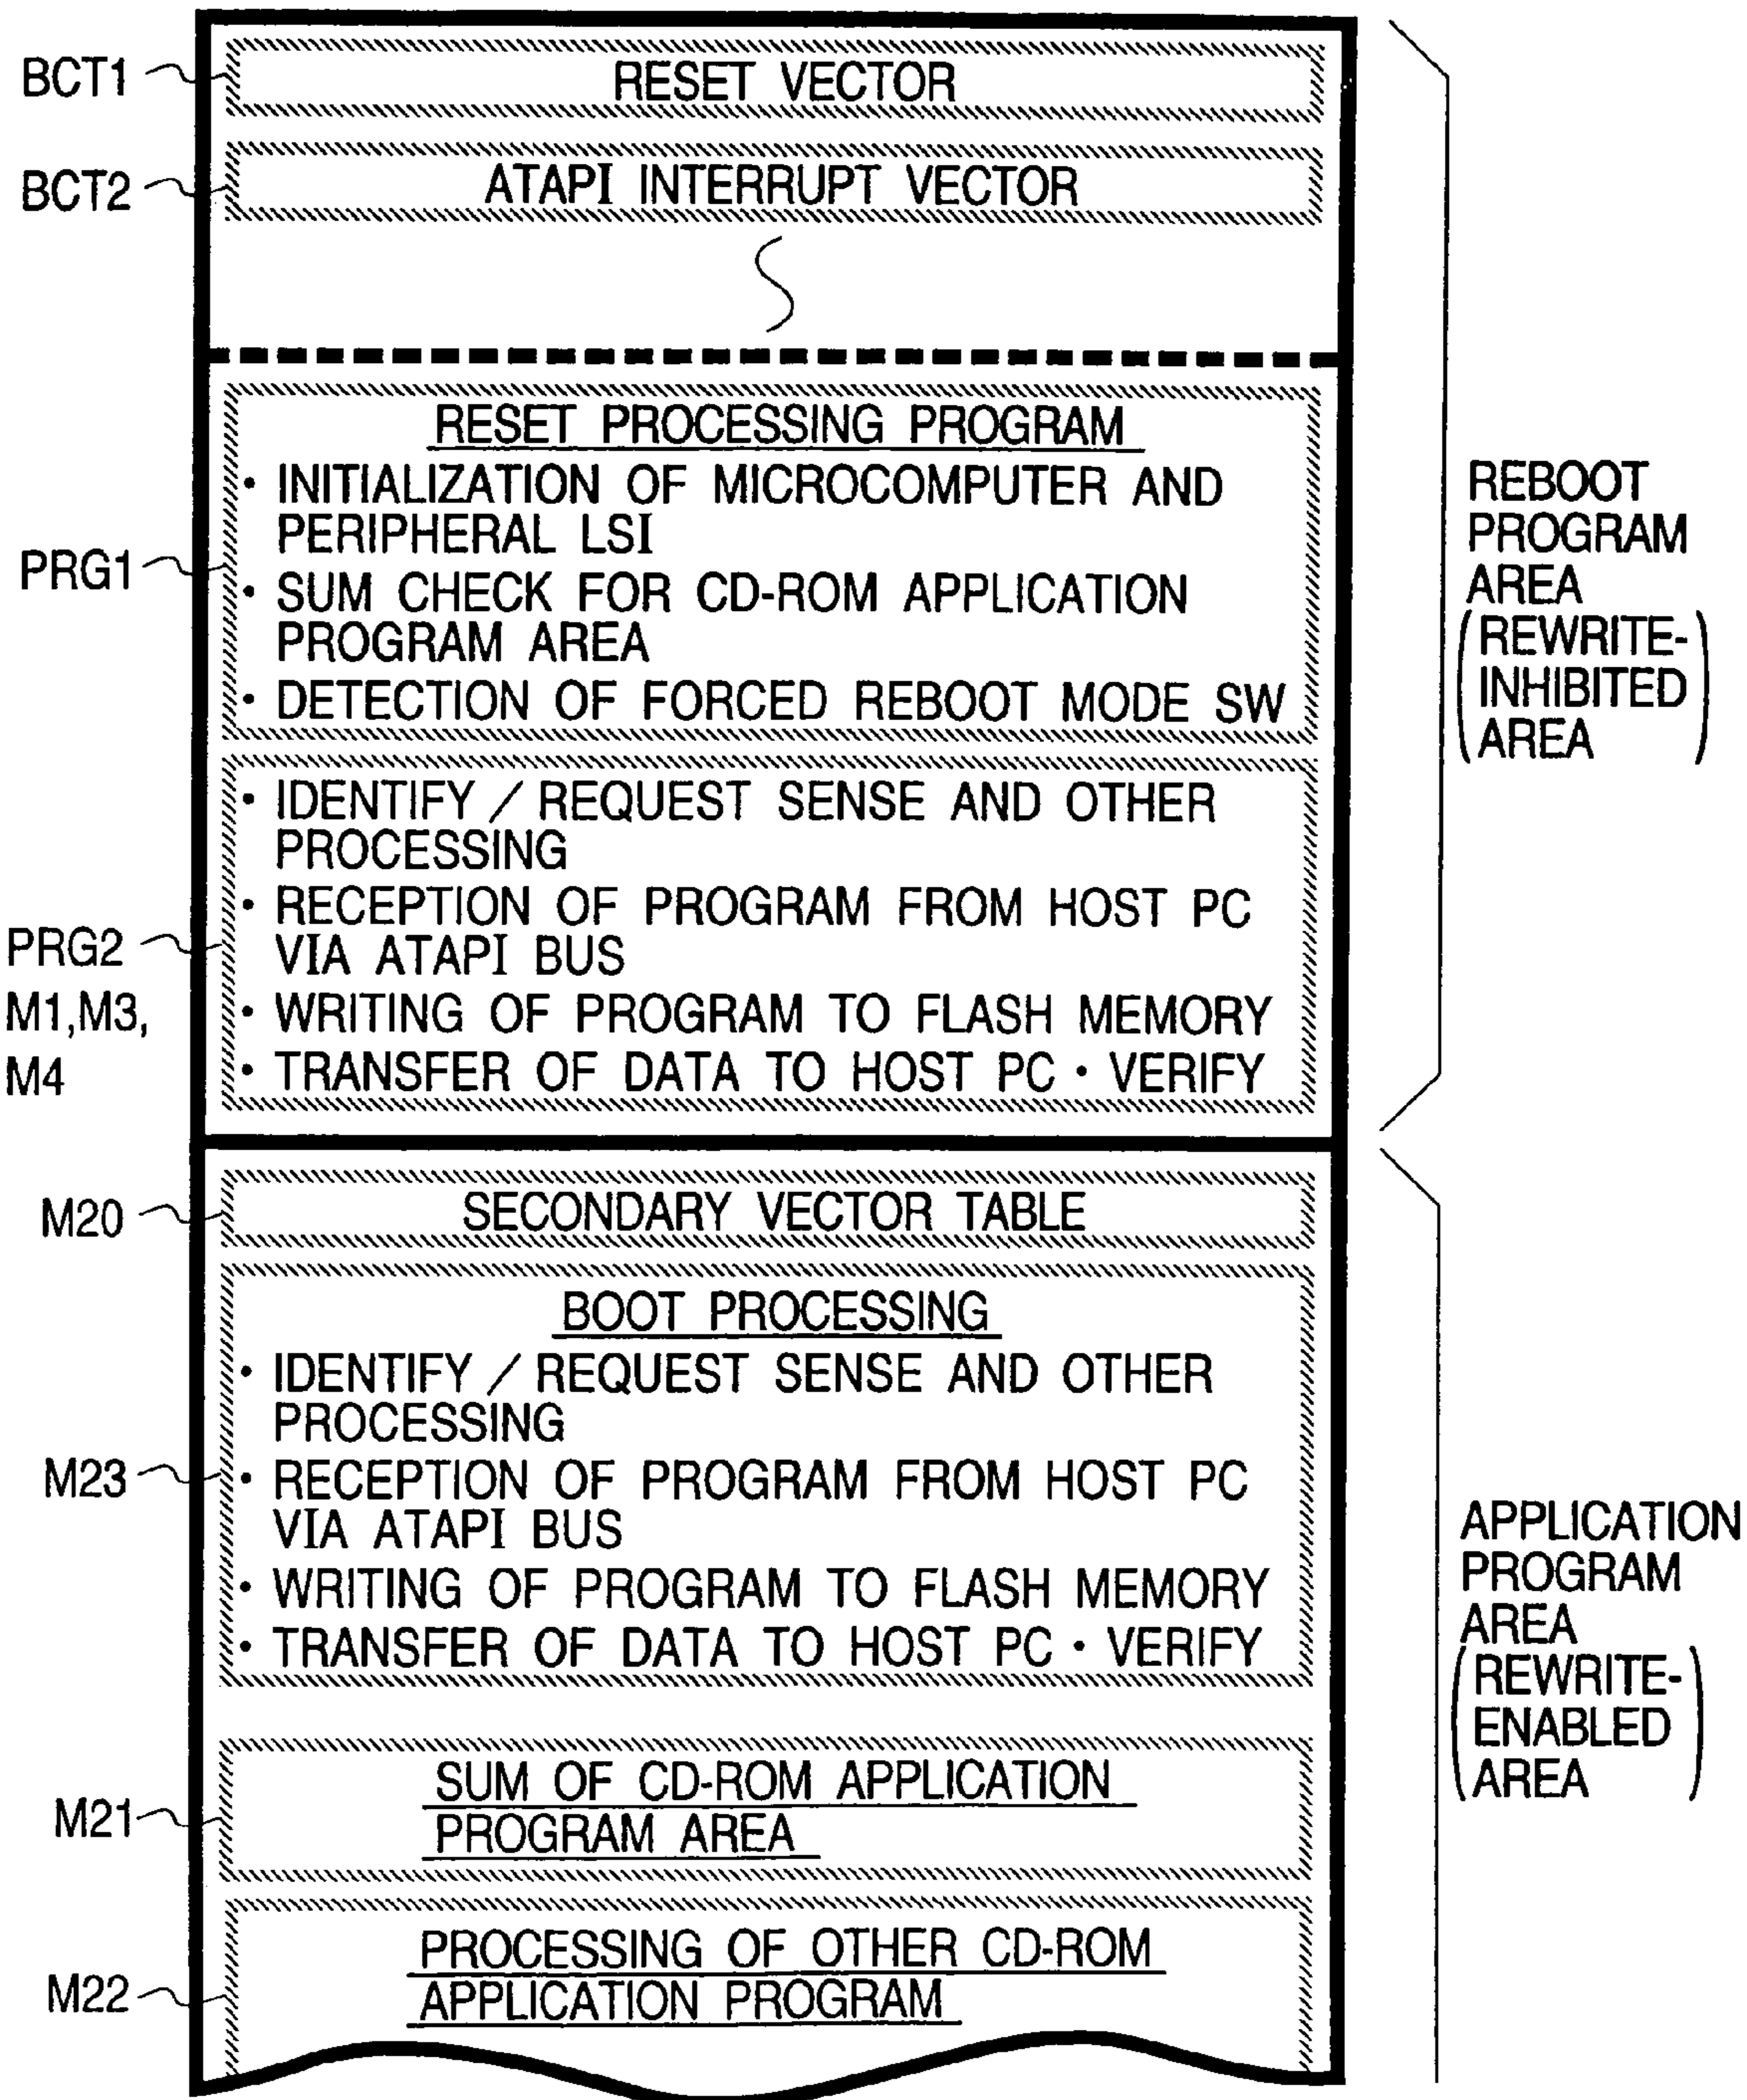 BCT1
RESET VECTOR
BCT2
ATAPI INTERRUPT VECTOR
PRG1
RESET PROCESSING PROGRAM
• INITIALIZATION OF MICROCOMPUTER AND
PERIPHERAL LSI
• SUM CHECK FOR CD-ROM APPLICATION
PROGRAM AREA
• DETECTION OF FORCED REBOOT MODE SW
PRG2
M1,M3,
M4
• IDENTIFY / REQUEST SENSE AND OTHER
PROCESSING
• RECEPTION OF PROGRAM FROM HOST PC
VIA ATAPI BUS
• WRITING OF PROGRAM TO FLASH MEMORY
• TRANSFER OF DATA TO HOST PC • VERIFY
REBOOT
PROGRAM
AREA
(REWRITE-
INHIBITED
AREA)
M20
SECONDARY VECTOR TABLE
M23
BOOT PROCESSING
• IDENTIFY / REQUEST SENSE AND OTHER
PROCESSING
• RECEPTION OF PROGRAM FROM HOST PC
VIA ATAPI BUS
• WRITING OF PROGRAM TO FLASH MEMORY
• TRANSFER OF DATA TO HOST PC • VERIFY
M21
SUM OF CD-ROM APPLICATION
PROGRAM AREA
M22
PROCESSING OF OTHER CD-ROM
APPLICATION PROGRAM
APPLICATION
PROGRAM
AREA
(REWRITE-
ENABLED
AREA)